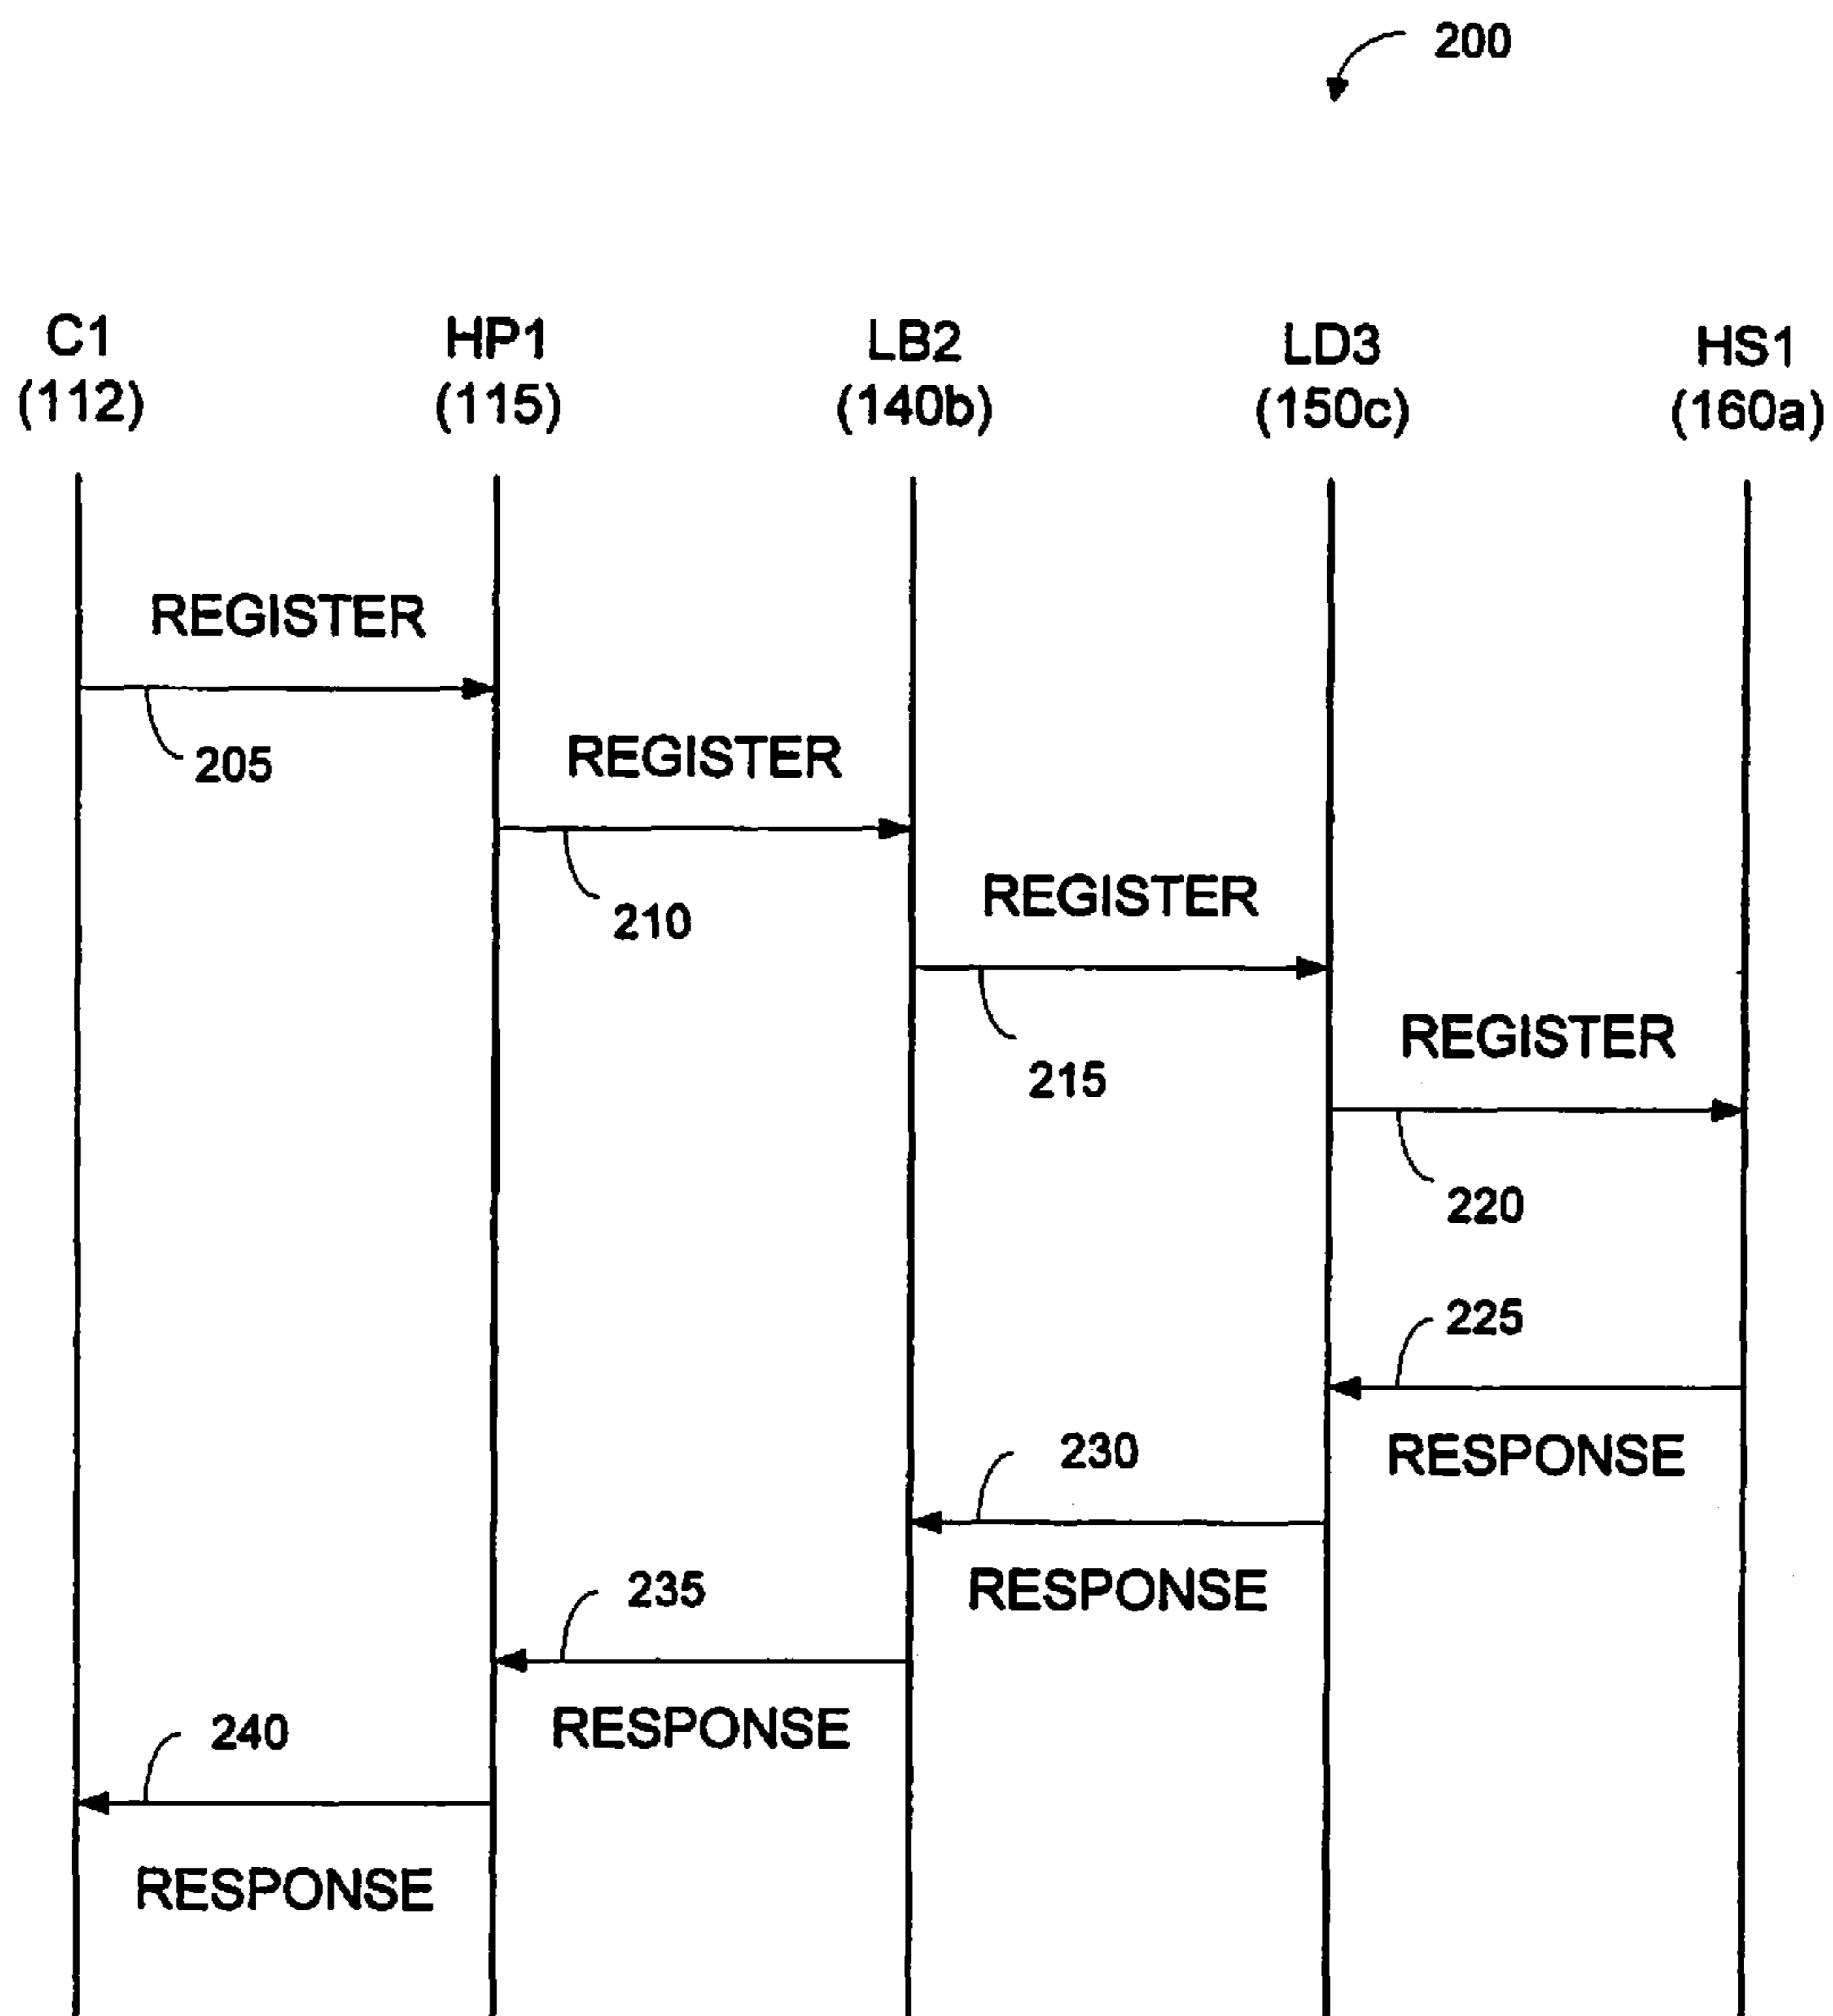 200
C1
(112)
HP1
(115)
LB2
(140b)
LD3
(150c)
HS1
(160a)
REGISTER
205
REGISTER
210
REGISTER
215
REGISTER
220
225
RESPONSE
230
RESPONSE
235
RESPONSE
240
RESPONSE